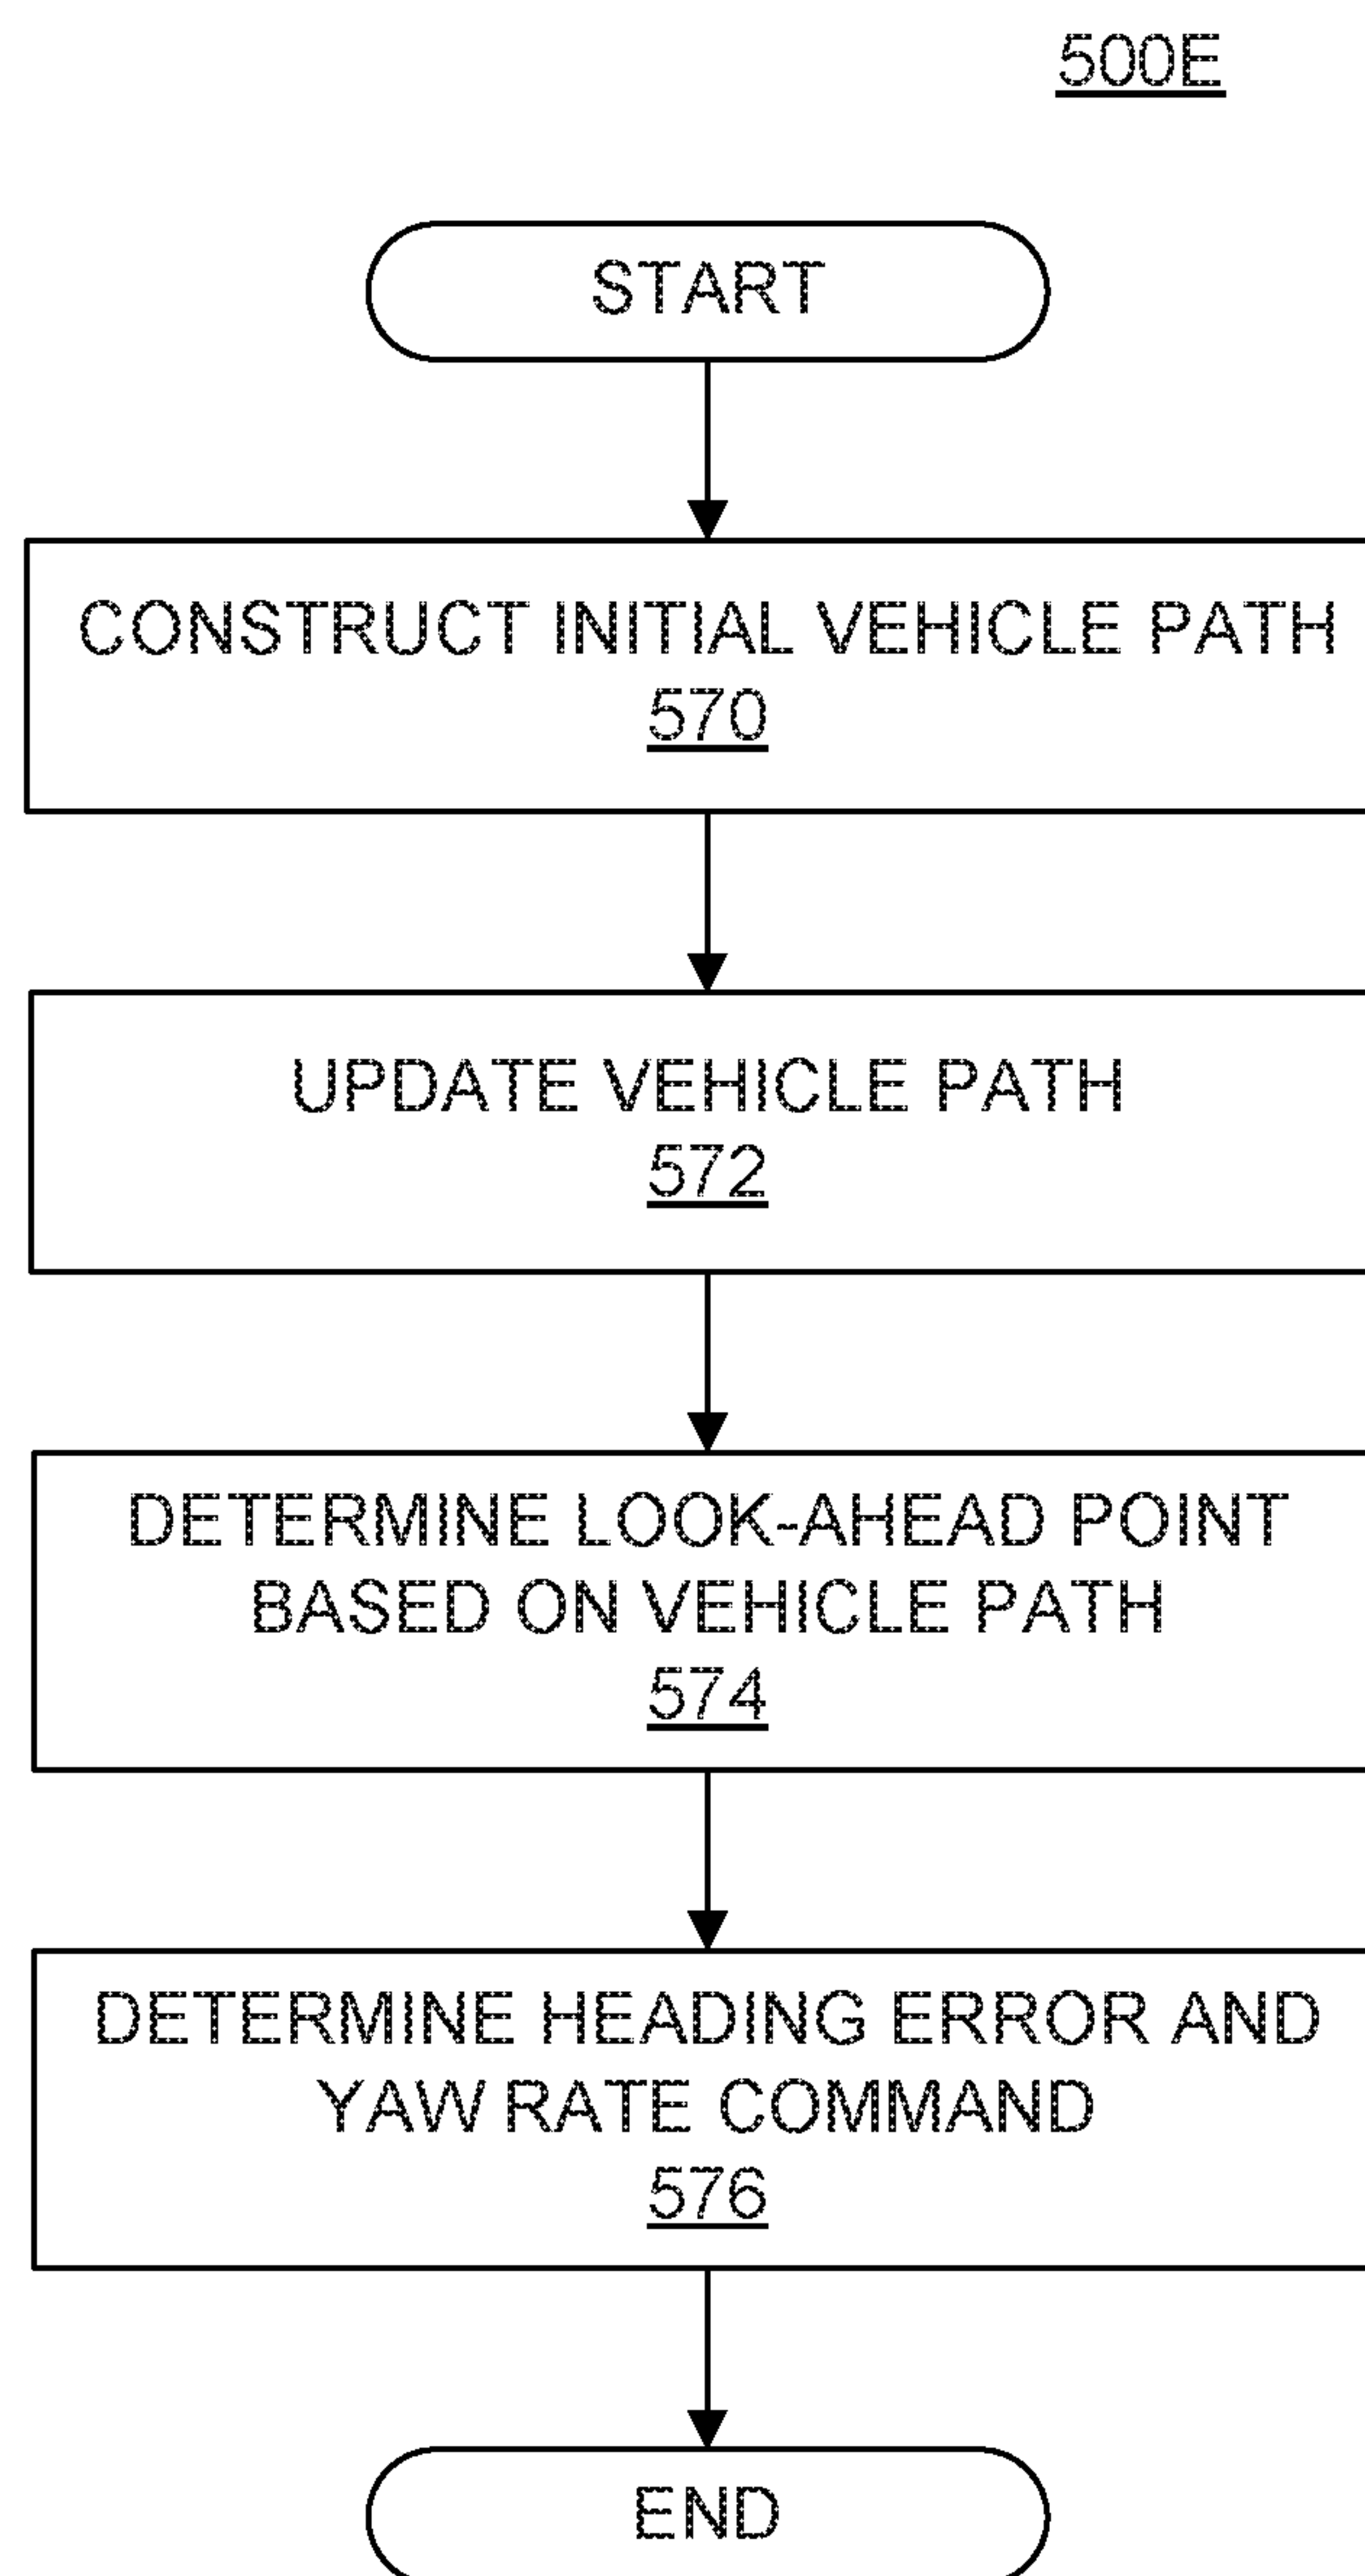 500E
START
CONSTRUCT INITIAL VEHICLE PATH
570
UPDATE VEHICLE PATH
572
DETERMINE LOOK-AHEAD POINT
BASED ON VEHICLE PATH
574
DETERMINE HEADING ERROR AND
YAW RATE COMMAND
576
END